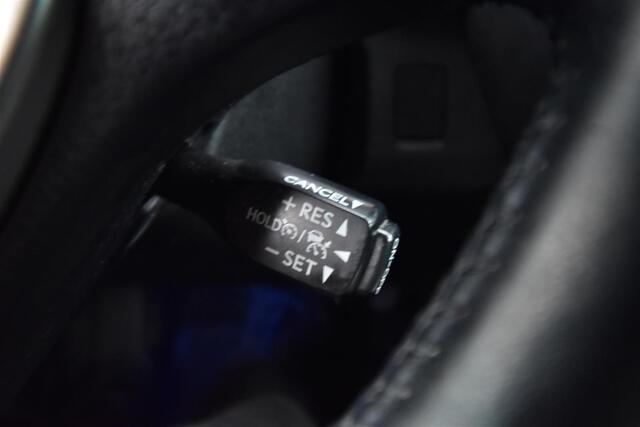 CANCEL
+ RES
HOLD /
− SET